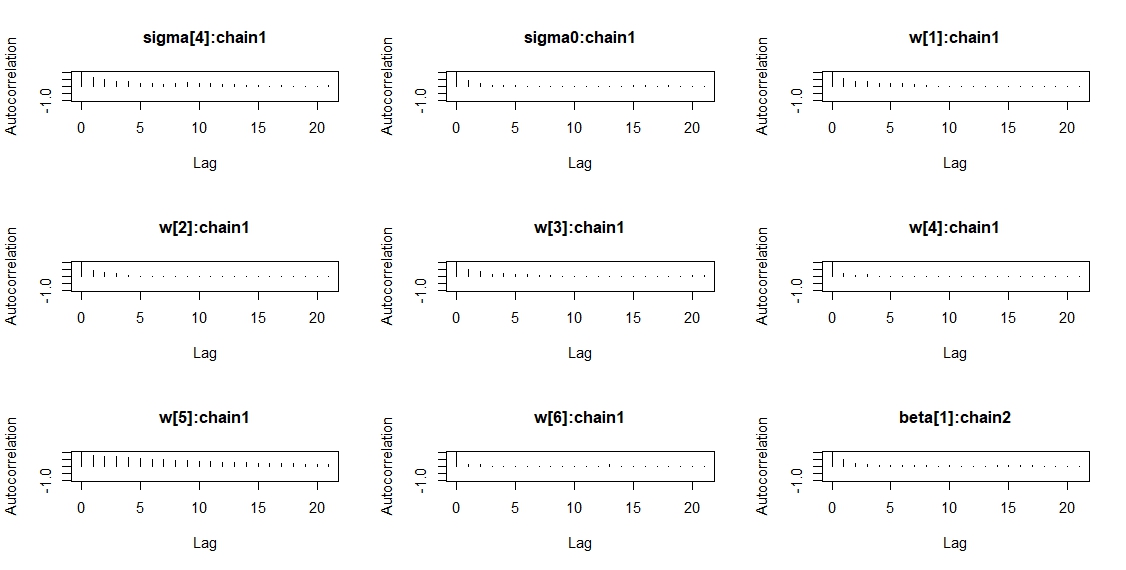 sigma[4]:chain1 sigma0:chain1 w[1]:chain1
Autocorrelation Autocorrelation Autocorrelation
-1.0 -1.0 -1.0
0 5 10 15 20 0 5 10 15 20 0 5 10 15 20
Lag Lag Lag
w[2]:chain1 w[3]:chain1 w[4]:chain1
Autocorrelation Autocorrelation Autocorrelation
-1.0 -1.0 -1.0
0 5 10 15 20 0 5 10 15 20 0 5 10 15 20
Lag Lag Lag
w[5]:chain1 w[6]:chain1 beta[1]:chain2
Autocorrelation Autocorrelation Autocorrelation
-1.0 -1.0 -1.0
0 5 10 15 20 0 5 10 15 20 0 5 10 15 20
Lag Lag Lag